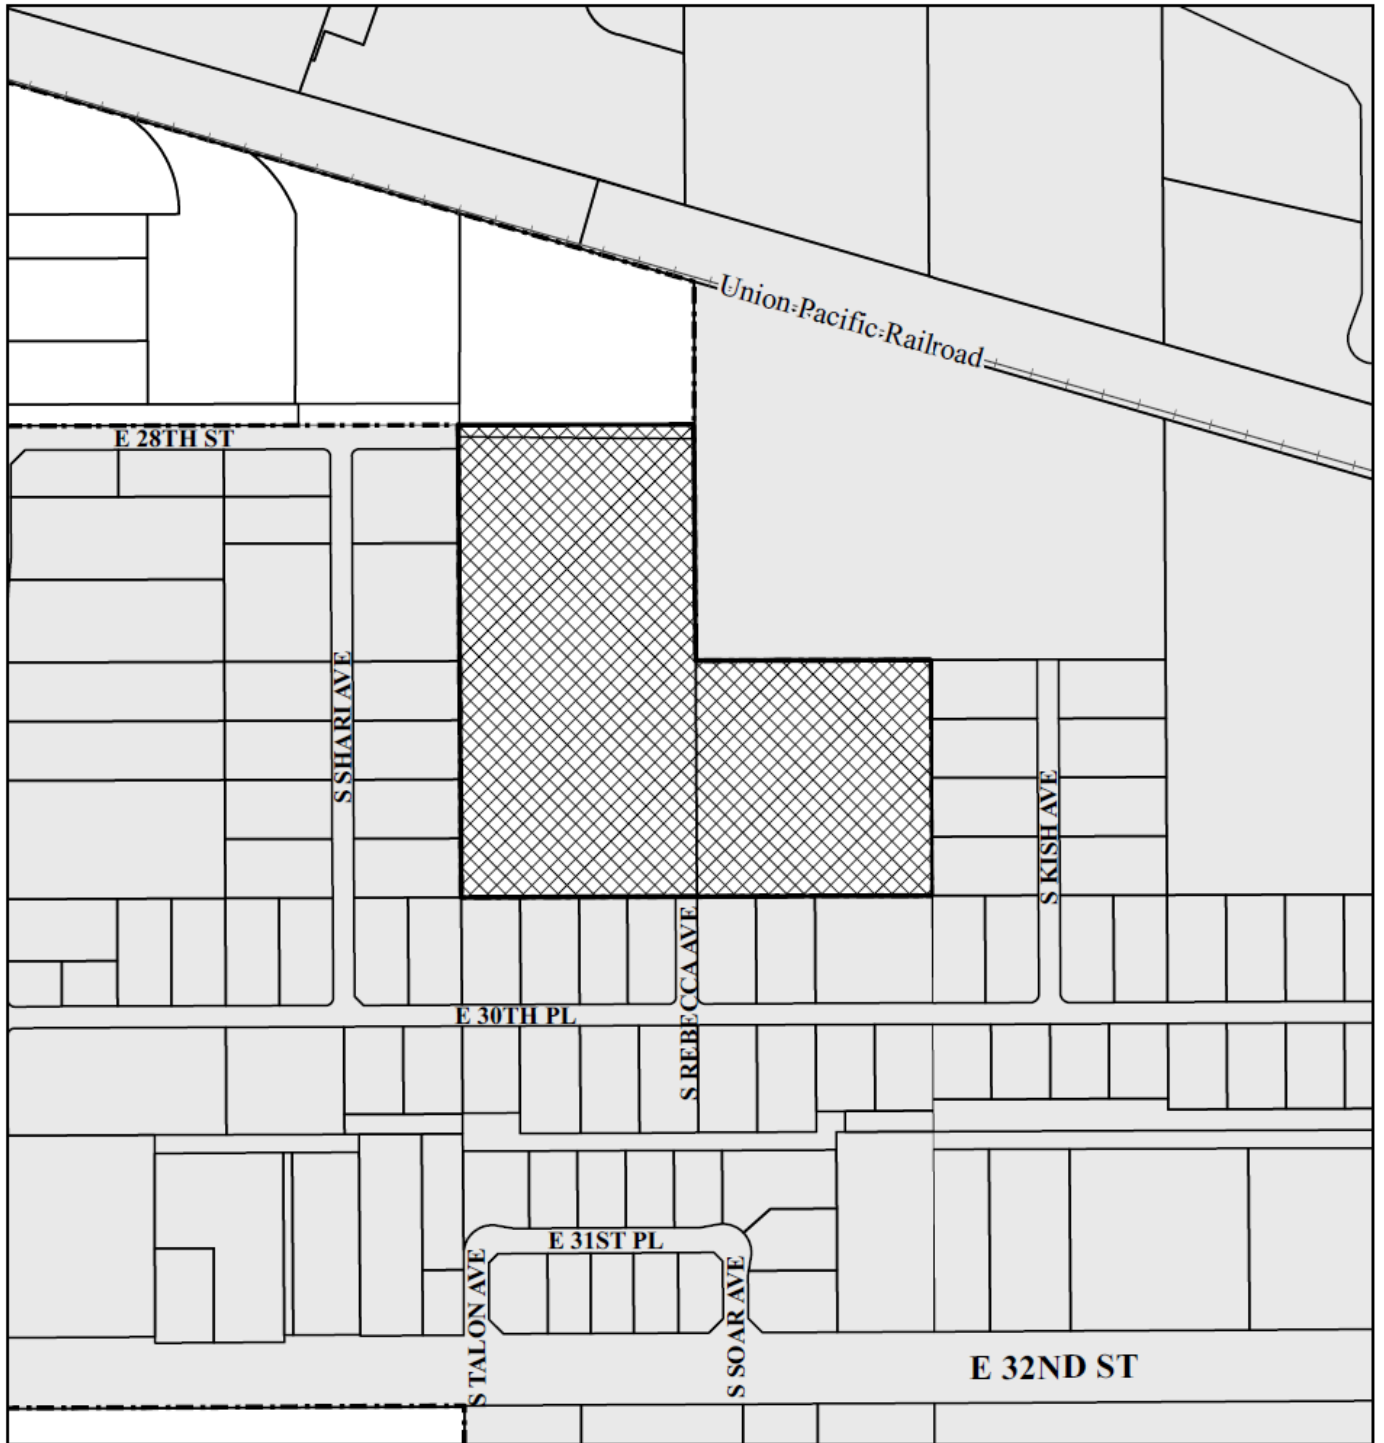 Union Pacific Railroad
E 28TH ST
S SHARI AVE
S KISH AVE
S REBECCA AVE
E 30TH PL
E 31ST PL
S TALON AVE
S SOAR AVE
E 32ND ST